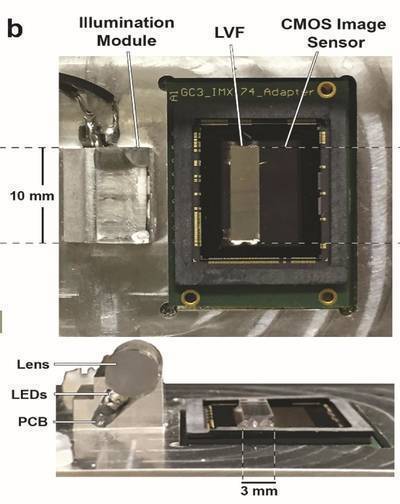 b
Illumination
Module
LVF
CMOS Image
Sensor
A1 GC3_IMX 74_Adapter
10 mm
Lens
LEDs
PCB
3 mm